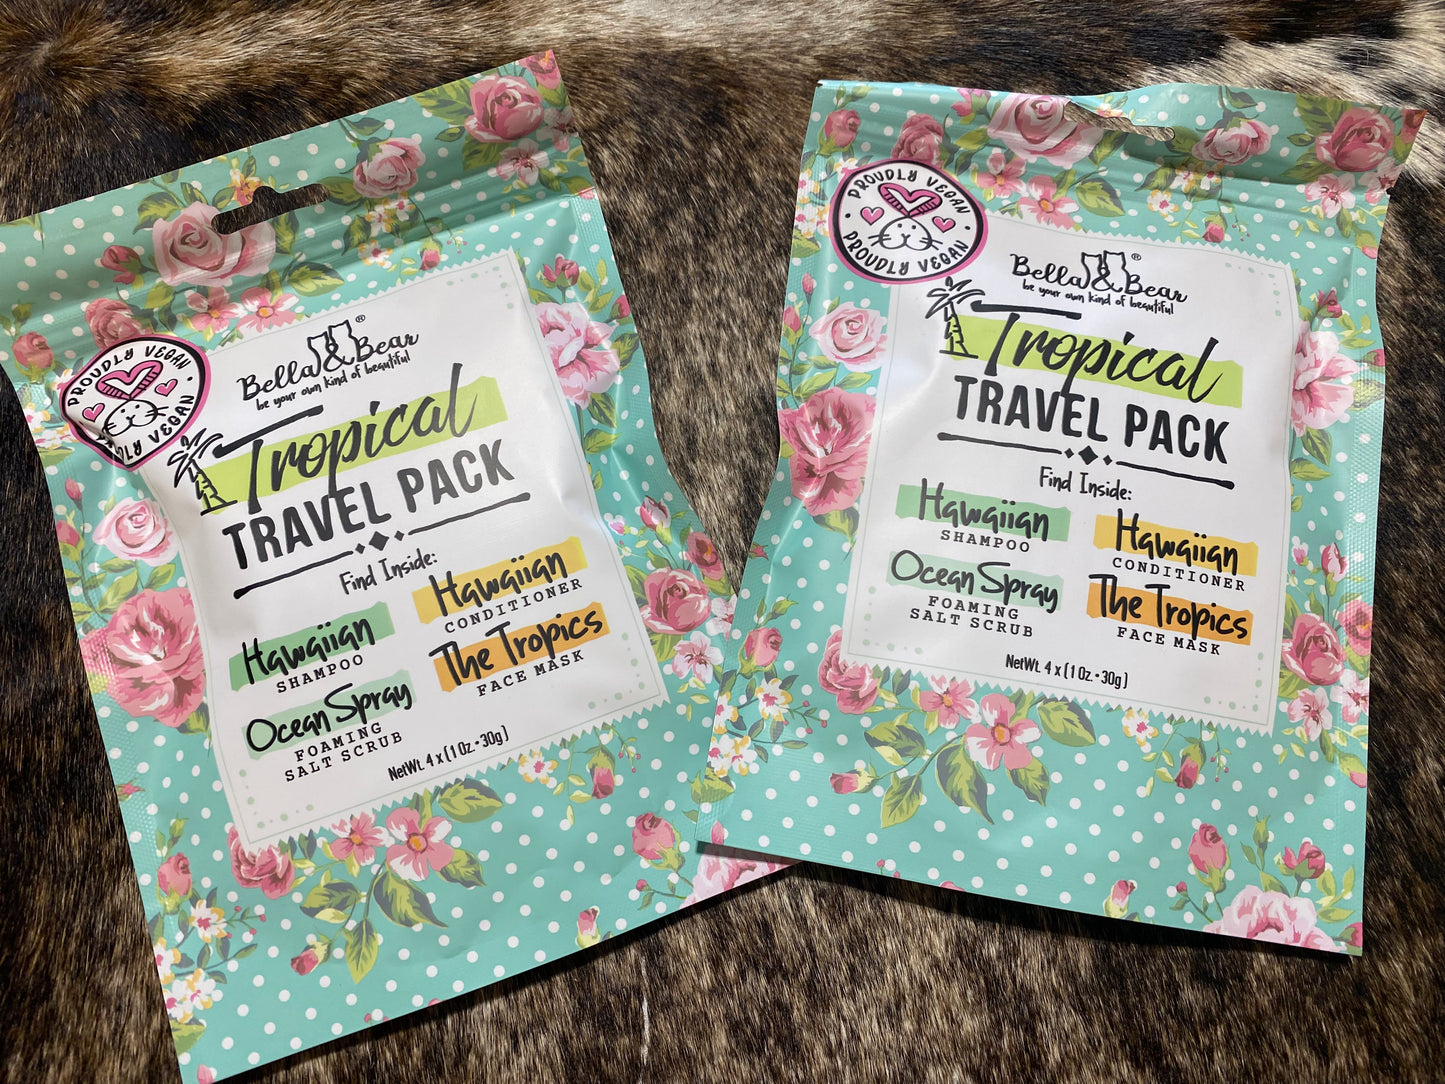 PROUDLY VEGAN
PROUDLY VEGAN
Bella & Bear®
be your own kind of beautiful
Tropical
TRAVEL PACK
Find Inside:
Hawaiian
SHAMPOO
Hawaiian
CONDITIONER
Ocean Spray
FOAMING
SALT SCRUB
The Tropics
FACE MASK
NetWt. 4 x (1 Oz. • 30g)
PROUDLY VEGAN
PROUDLY VEGAN
Bella & Bear®
be your own kind of beautiful
Tropical
TRAVEL PACK
Find Inside:
Hawaiian
SHAMPOO
Hawaiian
CONDITIONER
Ocean Spray
FOAMING
SALT SCRUB
The Tropics
FACE MASK
NetWt. 4 x (1 Oz. • 30g)